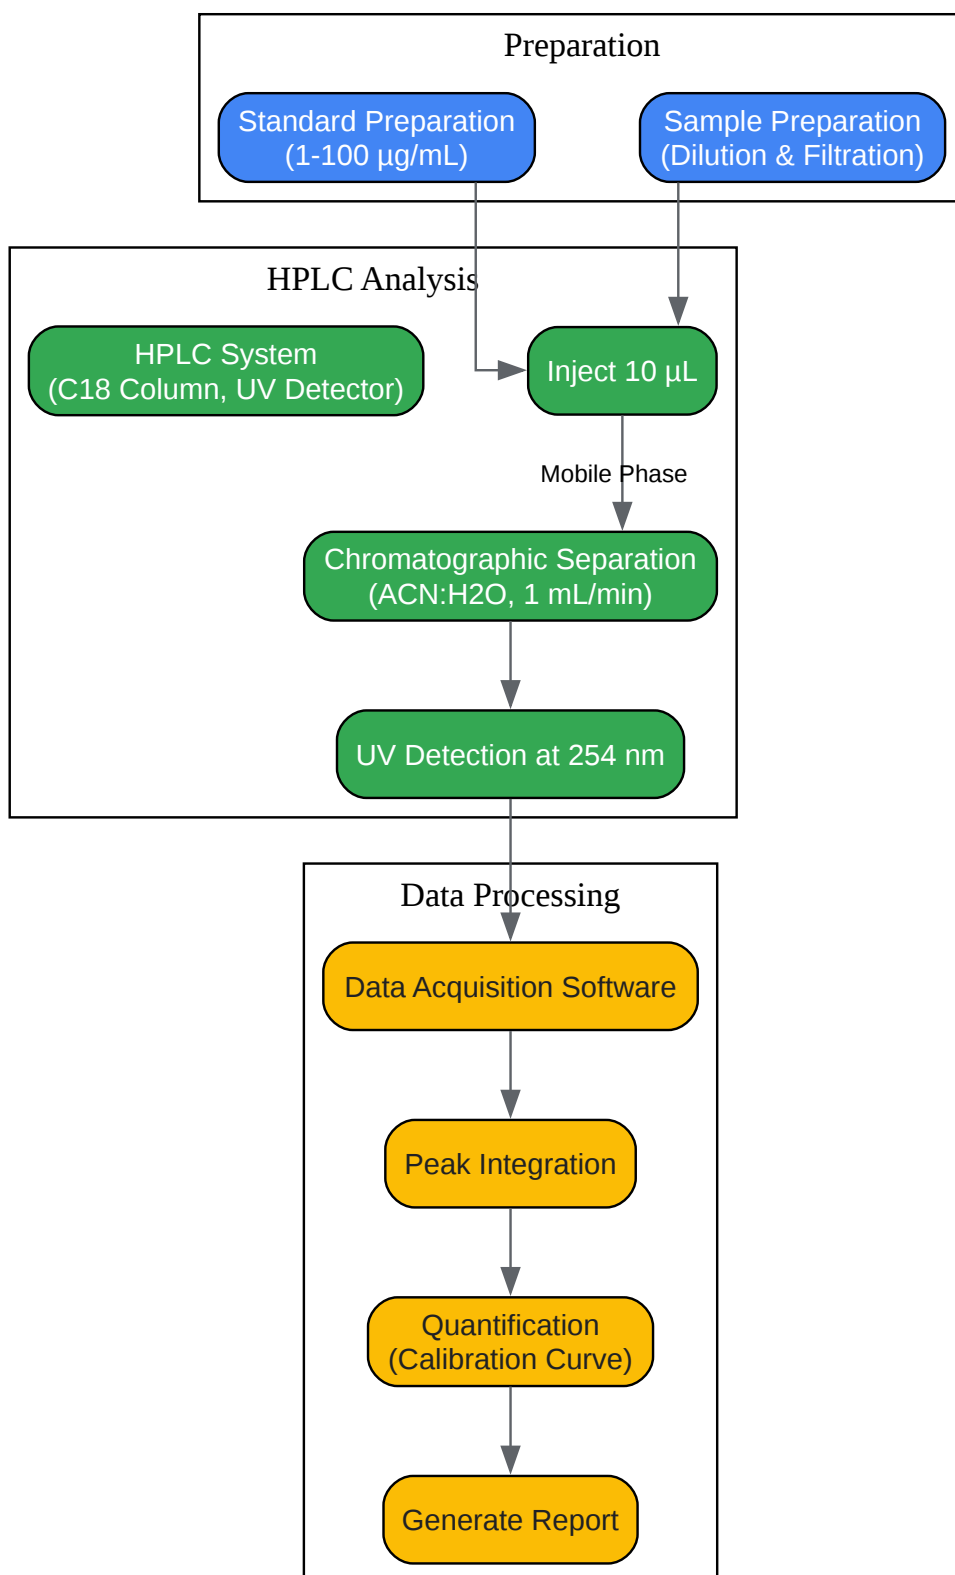 Preparation
Standard Preparation
(1-100 µg/mL)
Sample Preparation
(Dilution & Filtration)
HPLC Analysis
HPLC System
(C18 Column, UV Detector)
Inject 10 µL
Mobile Phase
Chromatographic Separation
(ACN:H2O, 1 mL/min)
UV Detection at 254 nm
Data Processing
Data Acquisition Software
Peak Integration
Quantification
(Calibration Curve)
Generate Report